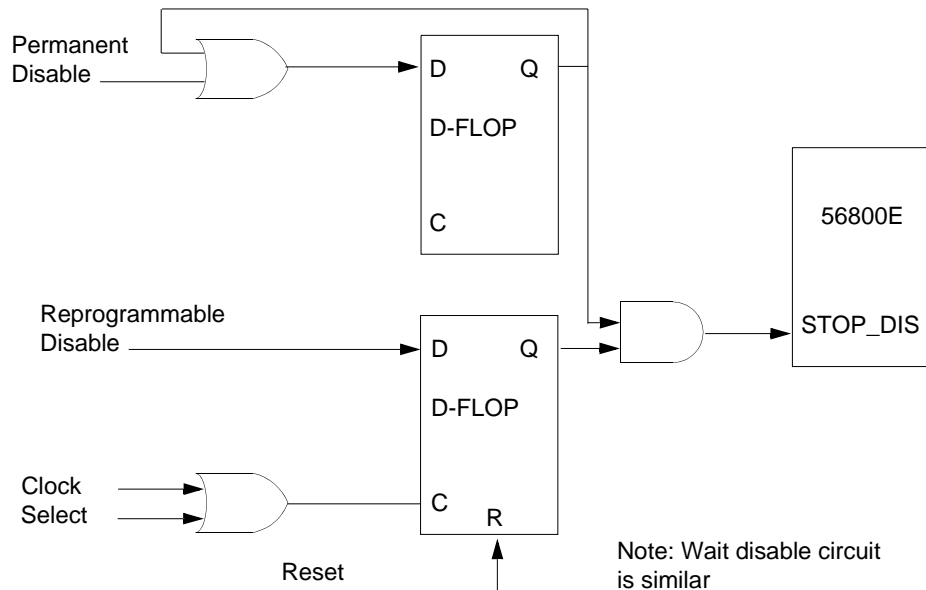 Permanent
Disable
D Q
D-FLOP
C
56800E
STOP_DIS
Reprogrammable
Disable
D Q
D-FLOP
Clock
Select
C
R
Reset
Note: Wait disable circuit
is similar